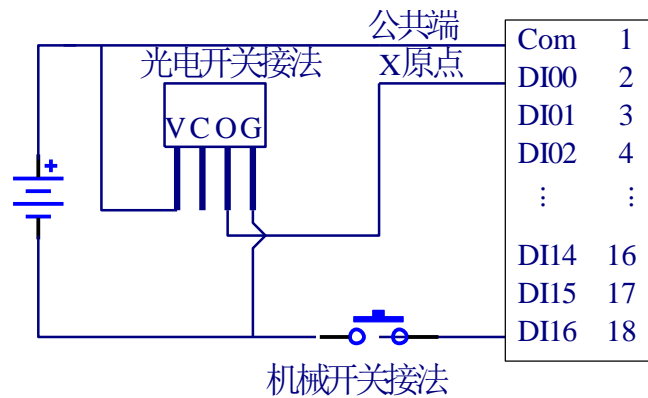 公共端
光电开关接法
X原点
VCOG
+
Com 1
DI00 2
DI01 3
DI02 4
⋮ ⋮
DI14 16
DI15 17
DI16 18
机械开关接法